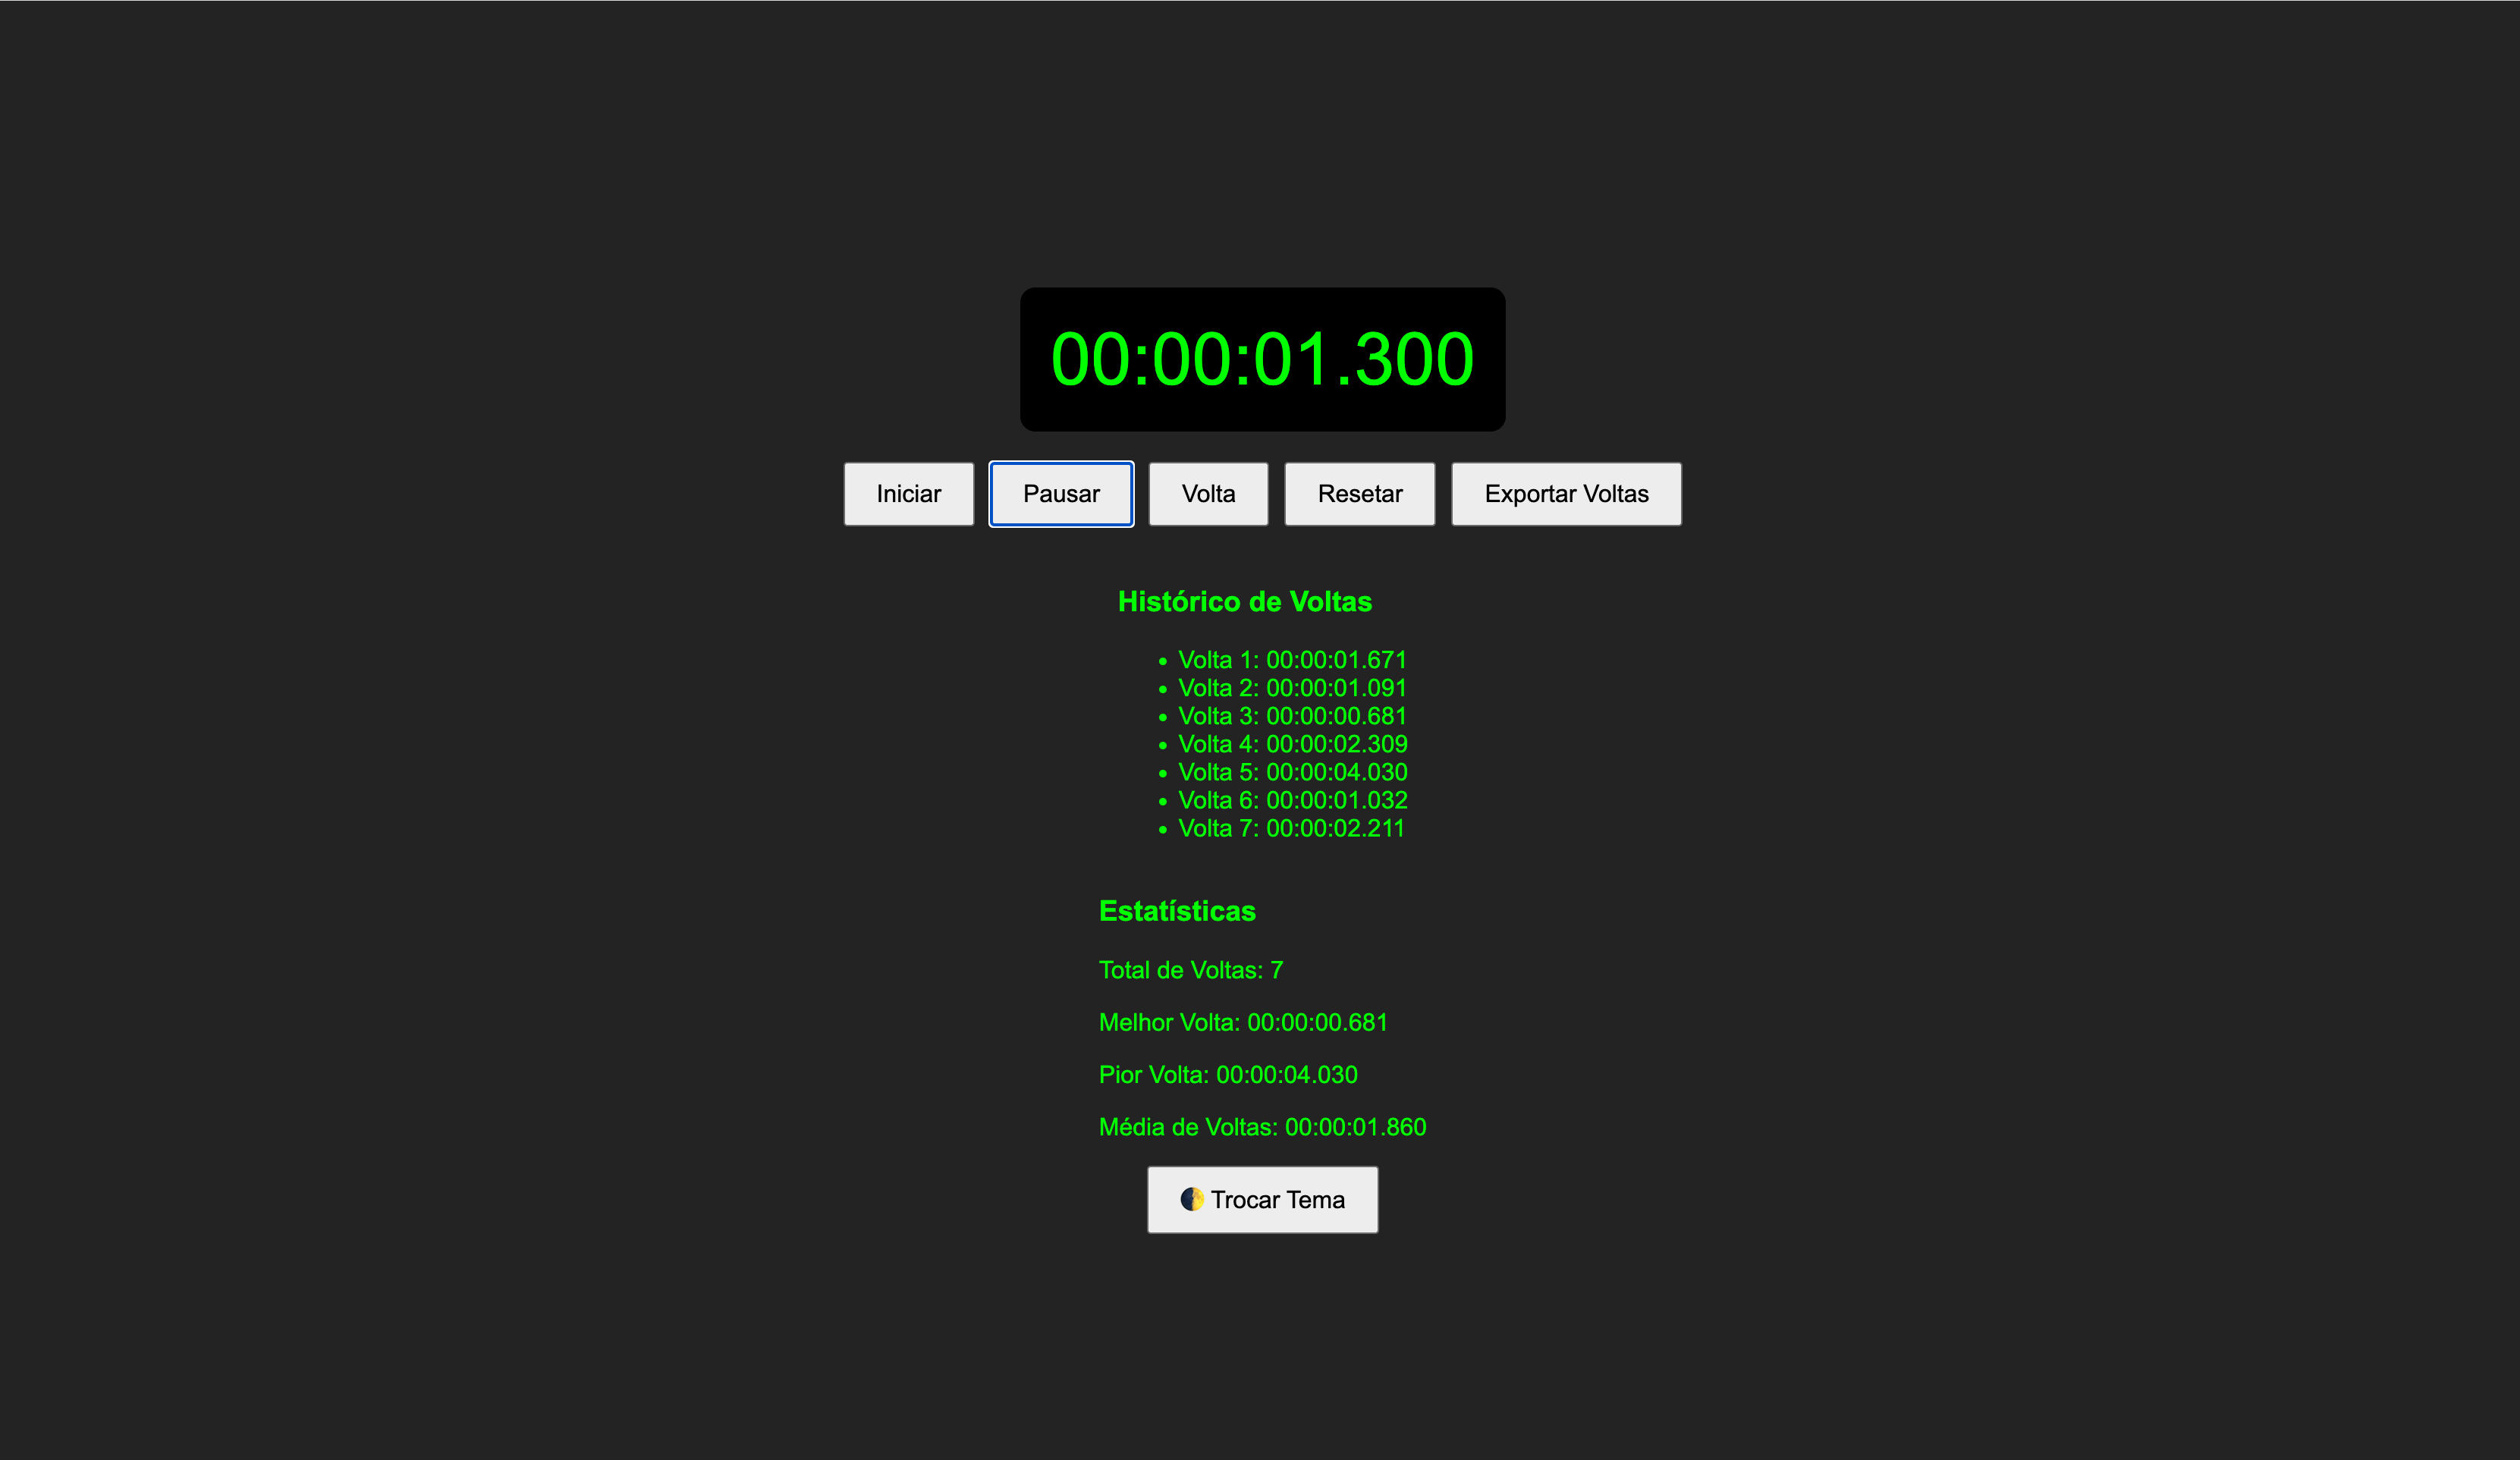 00:00:01.300
Iniciar Pausar Volta Resetar Exportar Voltas
Histórico de Voltas
• Volta 1: 00:00:01.671
• Volta 2: 00:00:01.091
• Volta 3: 00:00:00.681
• Volta 4: 00:00:02.309
• Volta 5: 00:00:04.030
• Volta 6: 00:00:01.032
• Volta 7: 00:00:02.211
Estatísticas
Total de Voltas: 7
Melhor Volta: 00:00:00.681
Pior Volta: 00:00:04.030
Média de Voltas: 00:00:01.860
🌗 Trocar Tema